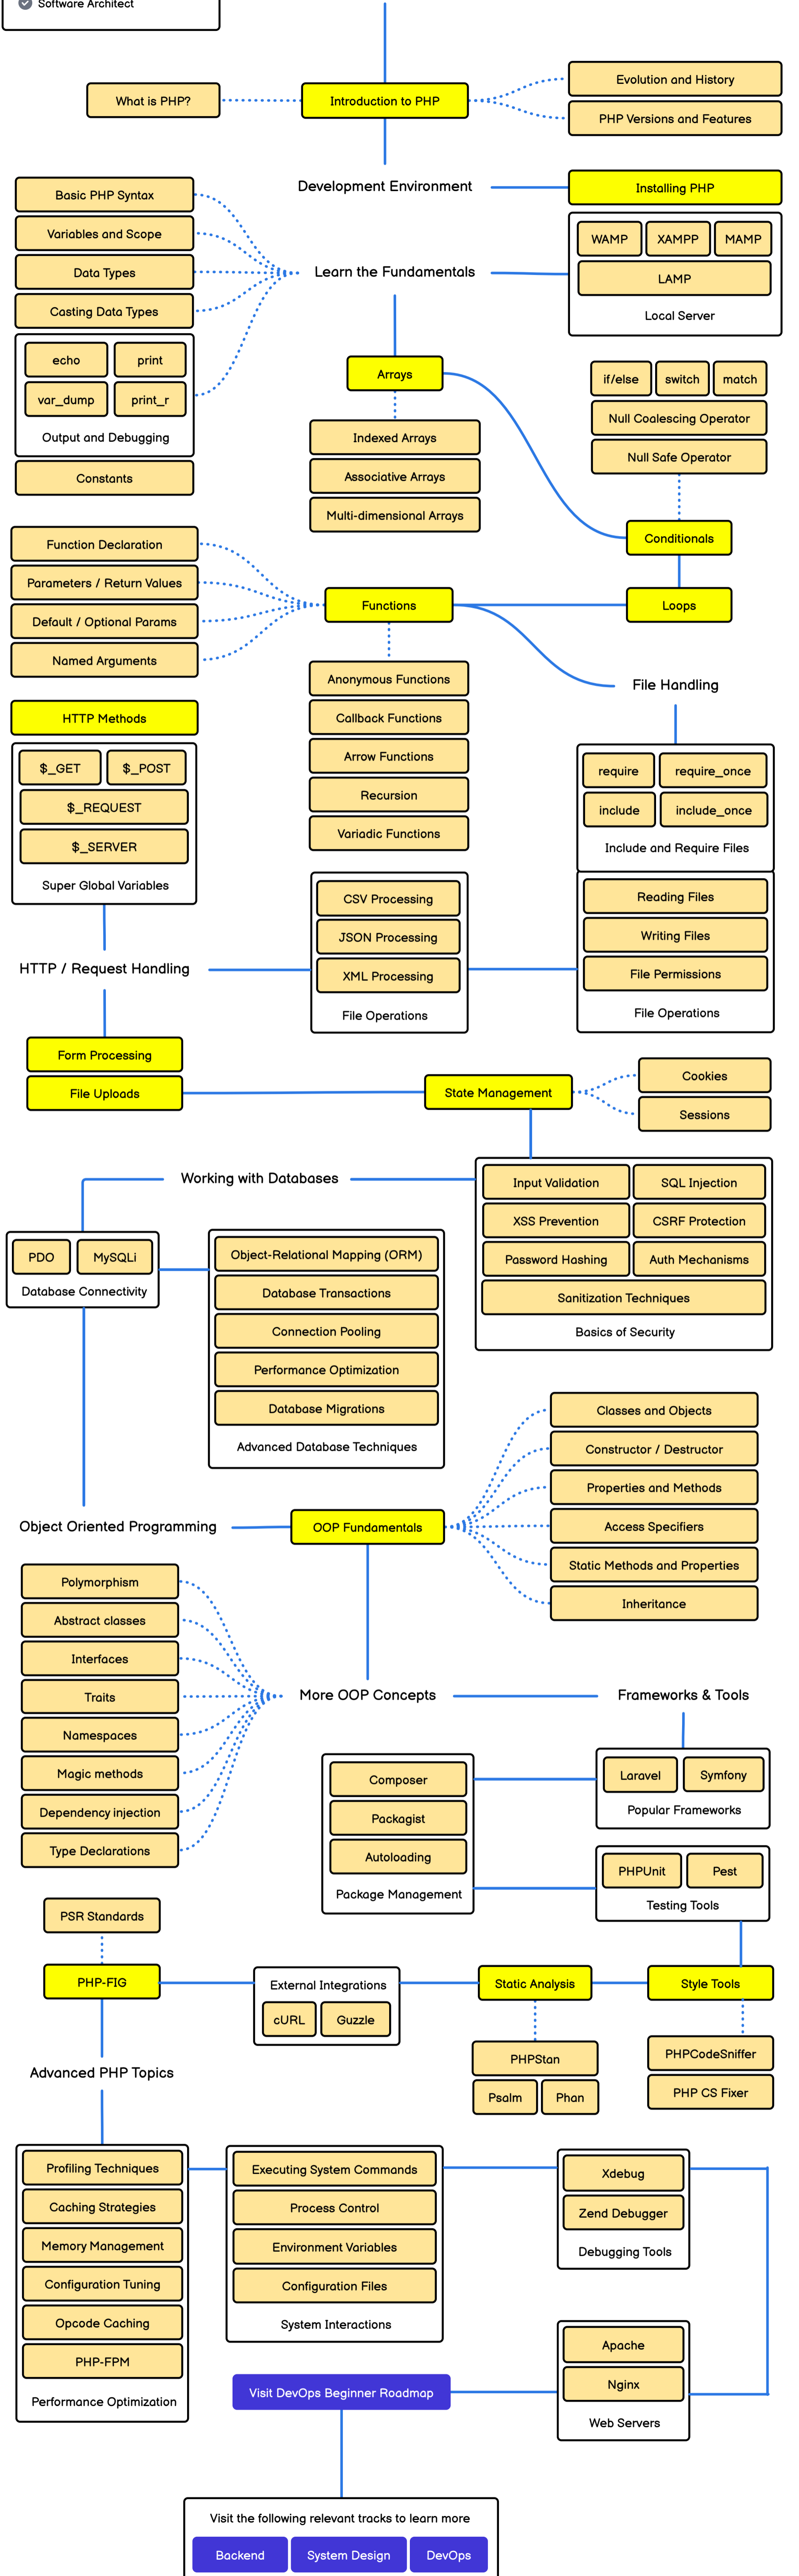 Software Architect
What is PHP?
Introduction to PHP
Evolution and History
PHP Versions and Features
Development Environment
Installing PHP
WAMP
XAMPP
MAMP
LAMP
Local Server
Basic PHP Syntax
Variables and Scope
Data Types
Casting Data Types
echo
print
var_dump
print_r
Output and Debugging
Constants
Learn the Fundamentals
Arrays
Indexed Arrays
Associative Arrays
Multi-dimensional Arrays
if/else
switch
match
Null Coalescing Operator
Null Safe Operator
Conditionals
Loops
Functions
Function Declaration
Parameters / Return Values
Default / Optional Params
Named Arguments
Anonymous Functions
Callback Functions
Arrow Functions
Recursion
Variadic Functions
File Handling
require
require_once
include
include_once
Include and Require Files
Reading Files
Writing Files
File Permissions
File Operations
CSV Processing
JSON Processing
XML Processing
File Operations
HTTP Methods
$_GET
$_POST
$_REQUEST
$_SERVER
Super Global Variables
HTTP / Request Handling
Form Processing
File Uploads
State Management
Cookies
Sessions
Input Validation
SQL Injection
XSS Prevention
CSRF Protection
Password Hashing
Auth Mechanisms
Sanitization Techniques
Basics of Security
Working with Databases
PDO
MySQLi
Database Connectivity
Object-Relational Mapping (ORM)
Database Transactions
Connection Pooling
Performance Optimization
Database Migrations
Advanced Database Techniques
Object Oriented Programming
OOP Fundamentals
Classes and Objects
Constructor / Destructor
Properties and Methods
Access Specifiers
Static Methods and Properties
Inheritance
Polymorphism
Abstract classes
Interfaces
Traits
Namespaces
Magic methods
Dependency injection
Type Declarations
More OOP Concepts
Frameworks & Tools
Laravel
Symfony
Popular Frameworks
Composer
Packagist
Autoloading
Package Management
PHPUnit
Pest
Testing Tools
PSR Standards
PHP-FIG
External Integrations
cURL
Guzzle
Static Analysis
PHPStan
Psalm
Phan
Style Tools
PHPCodeSniffer
PHP CS Fixer
Advanced PHP Topics
Profiling Techniques
Caching Strategies
Memory Management
Configuration Tuning
Opcode Caching
PHP-FPM
Performance Optimization
Executing System Commands
Process Control
Environment Variables
Configuration Files
System Interactions
Xdebug
Zend Debugger
Debugging Tools
Apache
Nginx
Web Servers
Visit DevOps Beginner Roadmap
Visit the following relevant tracks to learn more
Backend
System Design
DevOps